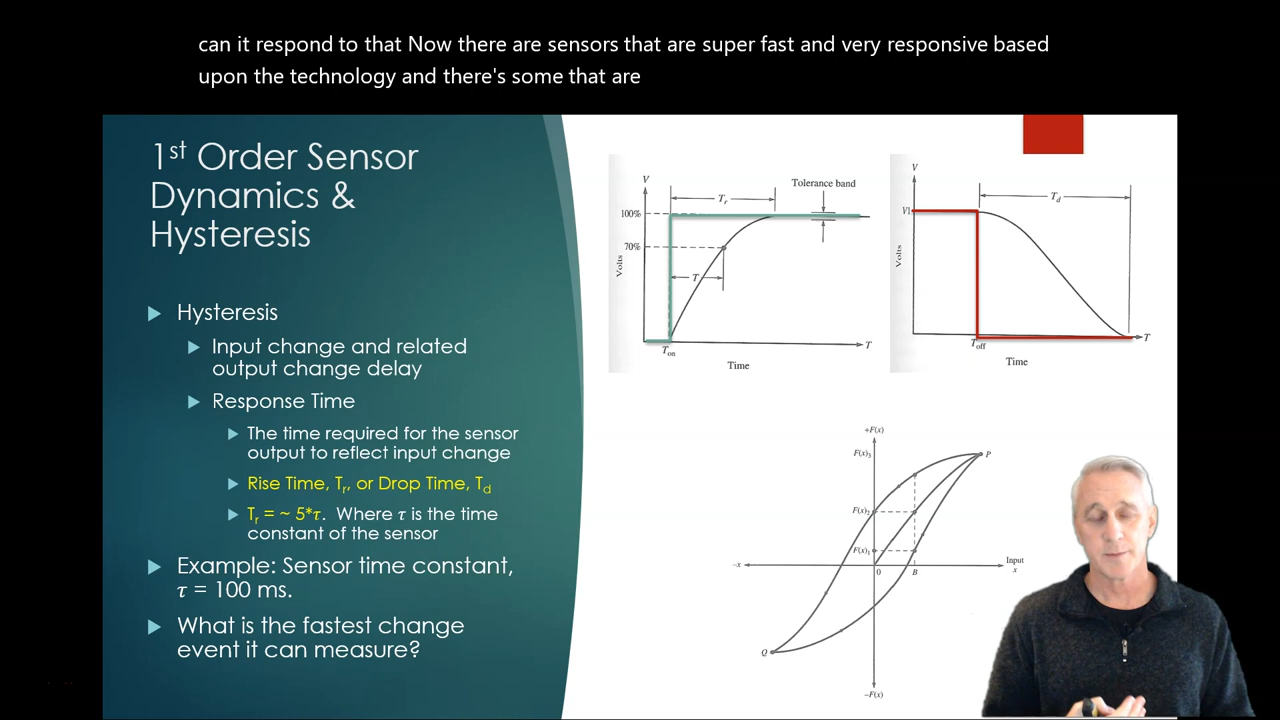 can it respond to that Now there are sensors that are super fast and very responsive based
upon the technology and there's some that are
1st Order Sensor
Dynamics &
Hysteresis
Hysteresis
Input change and related
output change delay
Response Time
The time required for the sensor
output to reflect input change
Rise Time, Tr, or Drop Time, Td
Tr = ~ 5*τ. Where τ is the time
constant of the sensor
Example: Sensor time constant,
τ = 100 ms.
What is the fastest change
event it can measure?
V
Tr
Tolerance band
100%
70%
Volts
T
Ton
T
Time
V
Td
V1
Volts
Toff
T
Time
+F(x)
F(x)3
P
F(x)2
F(x)1
-x
0
B
Input
x
Q
-F(x)